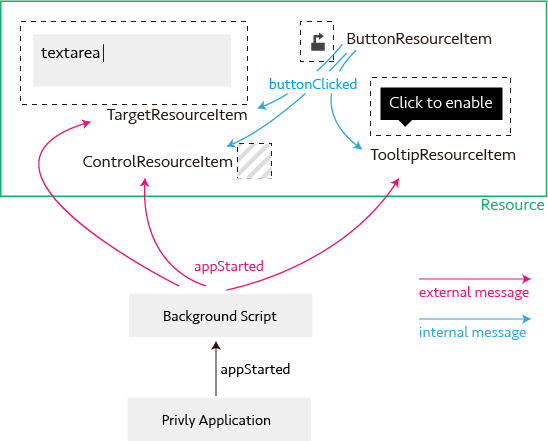 textarea
ButtonResourceItem
buttonClicked
Click to enable
TargetResourceItem
ControlResourceItem
TooltipResourceItem
Resource
appStarted
external message
Background Script
internal message
appStarted
Privly Application